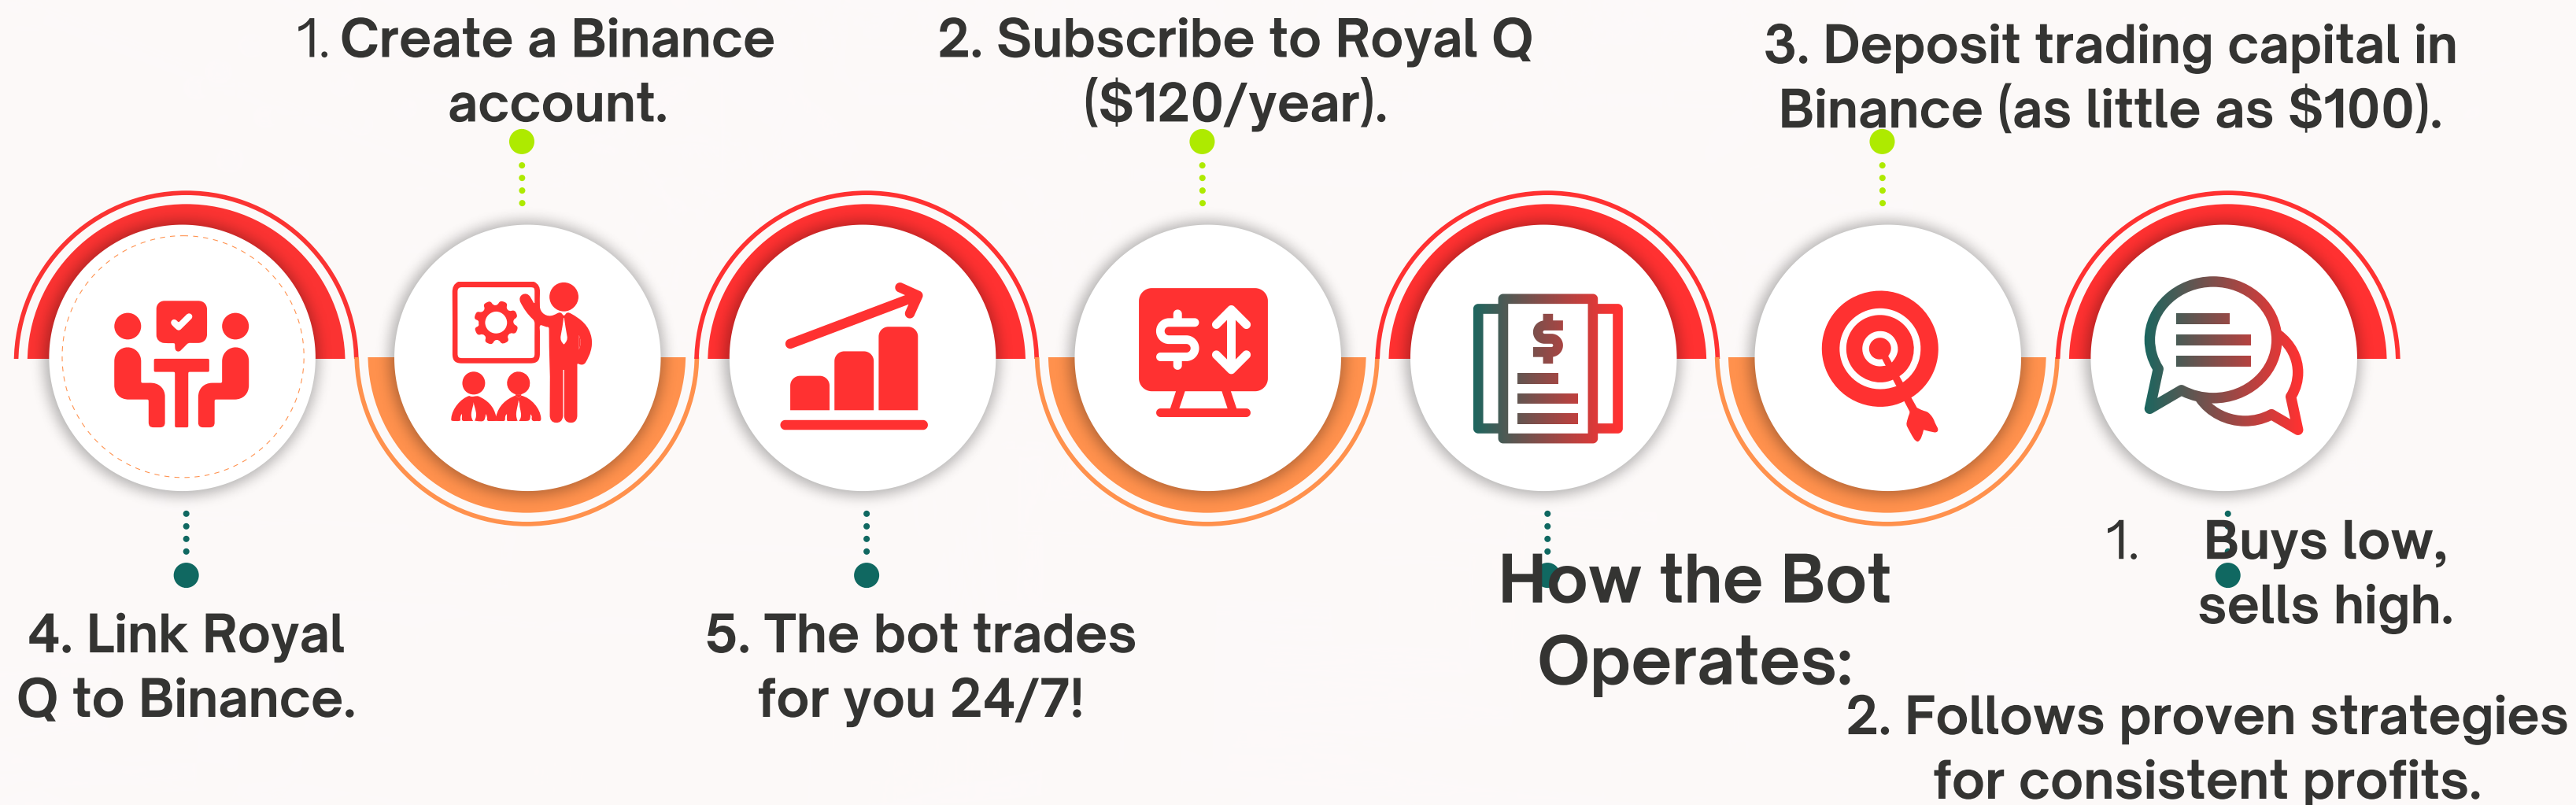 1. Create a Binance
account.
2. Subscribe to Royal Q
($120/year).
3. Deposit trading capital in
Binance (as little as $100).
$
$
4. Link Royal
Q to Binance.
5. The bot trades
for you 24/7!
How the Bot
Operates:
1. Buys low,
sells high.
2. Follows proven strategies
for consistent profits.